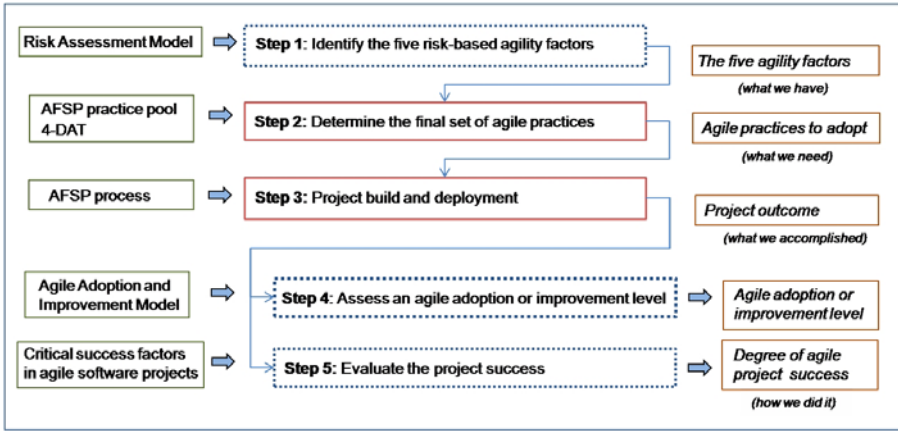 Risk Assessment Model
Step 1: Identify the five risk-based agility factors
The five agility factors
(what we have)
AFSP practice pool
4-DAT
Step 2: Determine the final set of agile practices
Agile practices to adopt
(what we need)
AFSP process
Step 3: Project build and deployment
Project outcome
(what we accomplished)
Agile Adoption and
Improvement Model
Step 4: Assess an agile adoption or improvement level
Agile adoption or
improvement level
Critical success factors
in agile software projects
Step 5: Evaluate the project success
Degree of agile
project success
(how we did it)